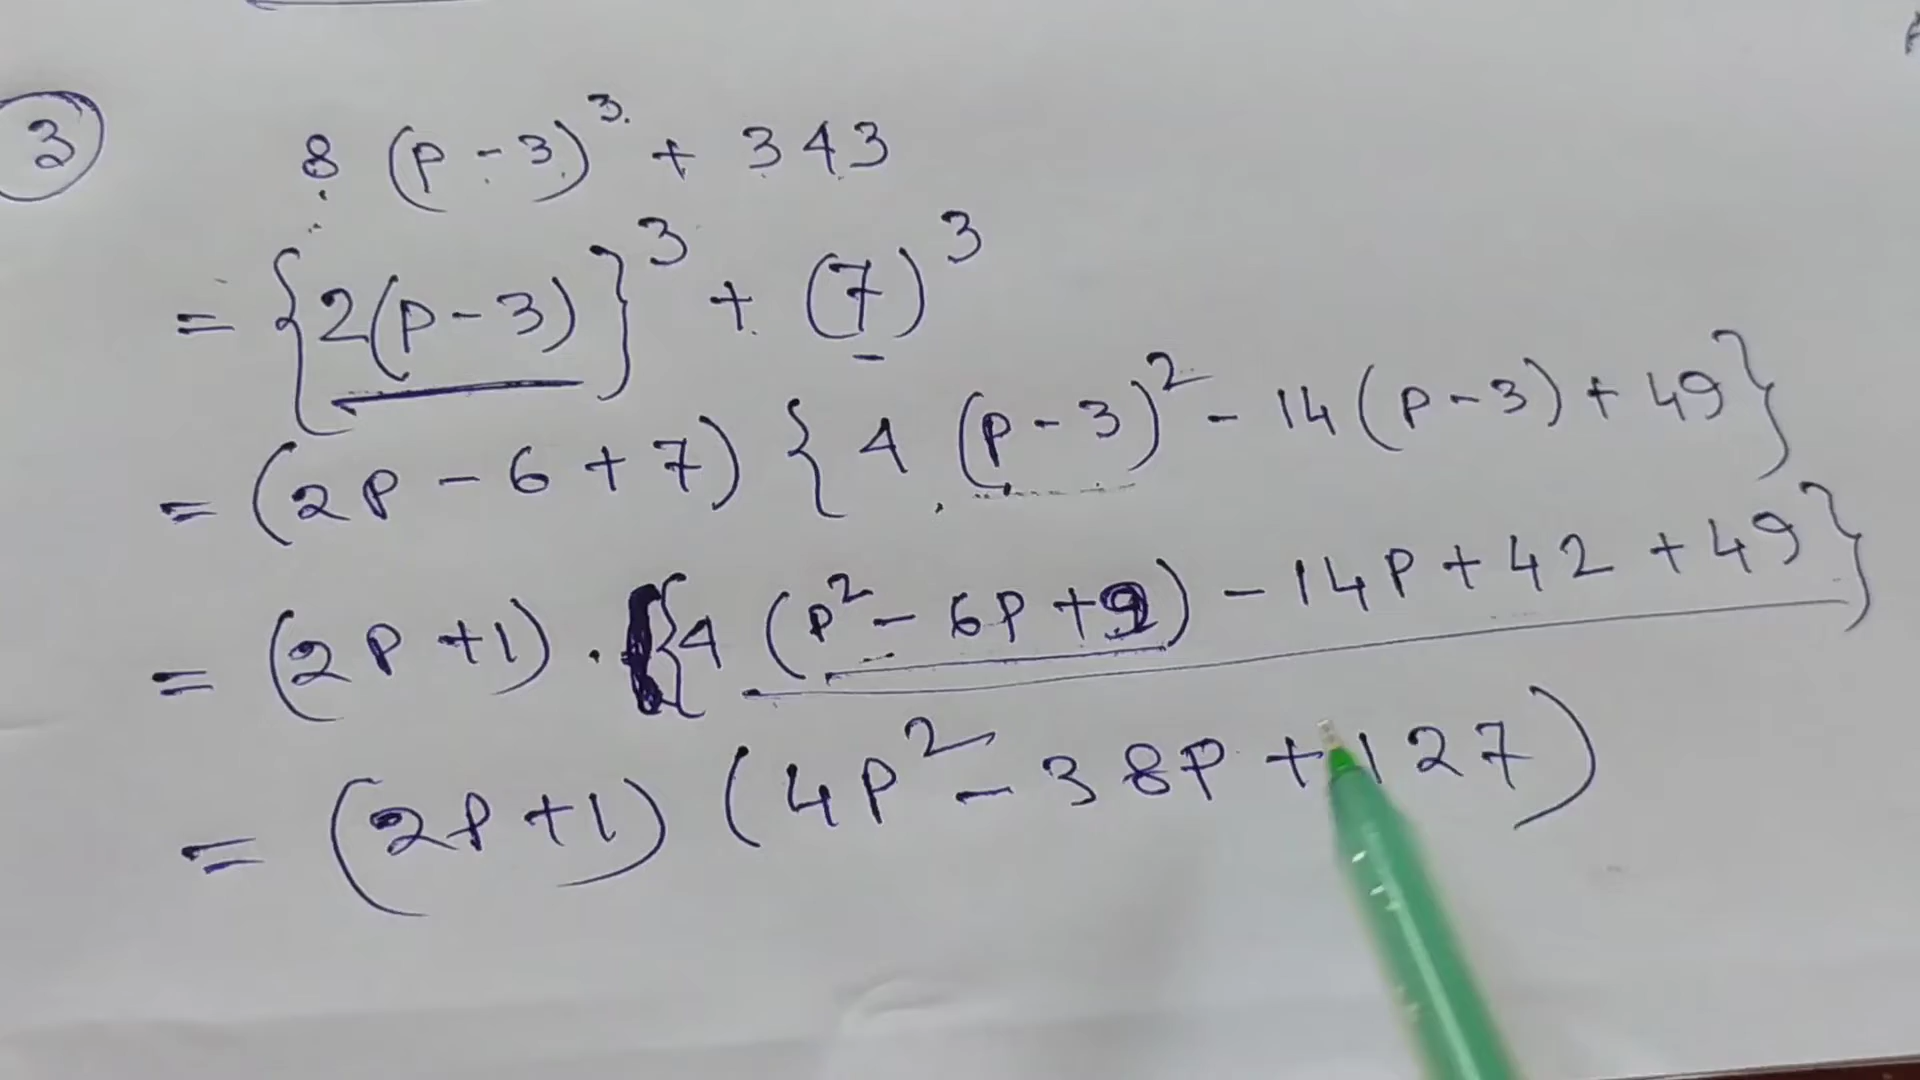 3
8 (p - 3)³ + 343
= {2(p - 3)}³ + (7)³
= (2p - 6 + 7) {4 (p - 3)² - 14(p - 3) + 49}
= (2p + 1) · {4 (p² - 6p + 9) - 14p + 42 + 49}
= (2p + 1) (4p² - 38p + 127)